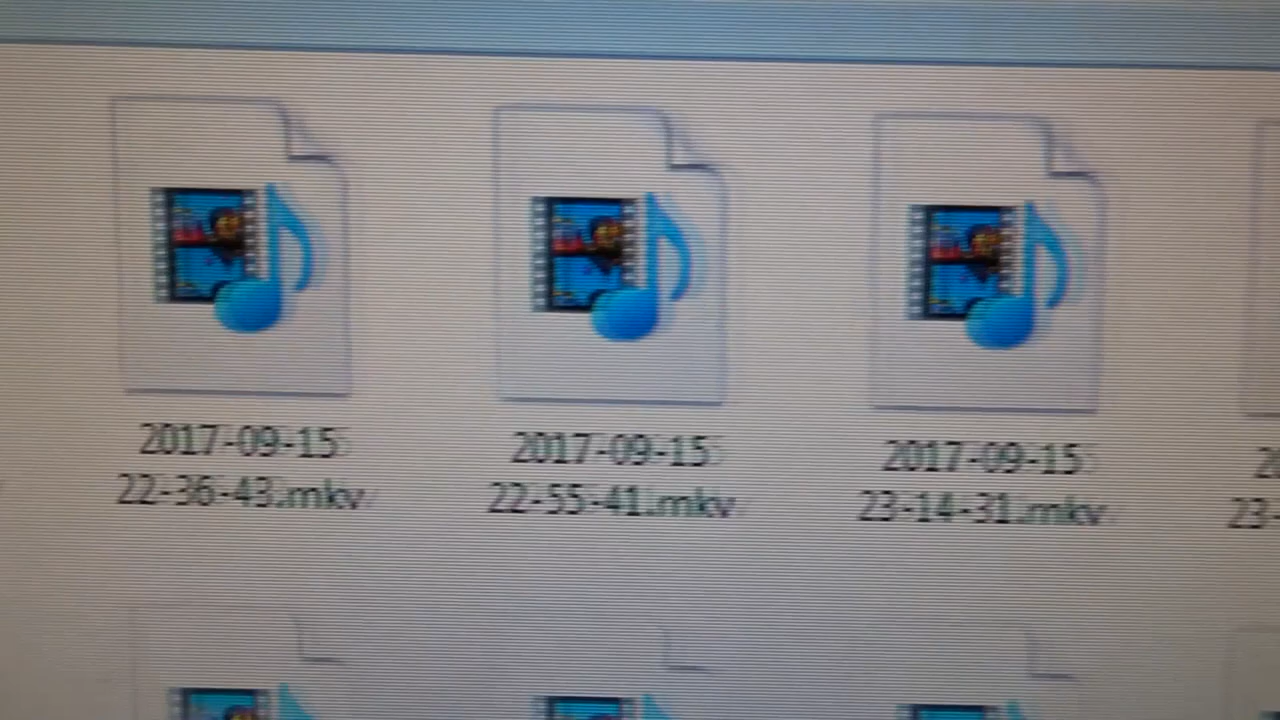 2017-09-15
22-36-43.mkv
2017-09-15
22-55-41.mkv
2017-09-15
23-14-31.mkv
23-